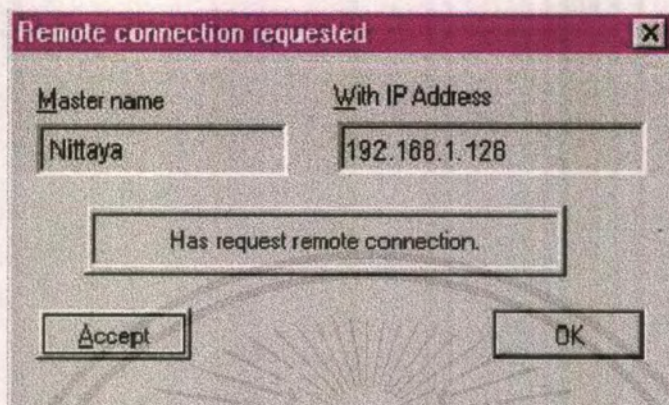 Remote connection requested
Master name
With IP Address
Nittaya
192.168.1.128
Has request remote connection.
Accept
OK